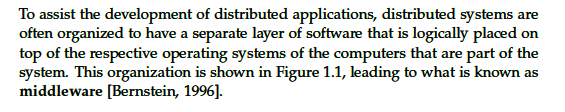 To assist the development of distributed applications, distributed systems are
often organized to have a separate layer of software that is logically placed on
top of the respective operating systems of the computers that are part of the
system. This organization is shown in Figure 1.1, leading to what is known as
middleware [Bernstein, 1996].